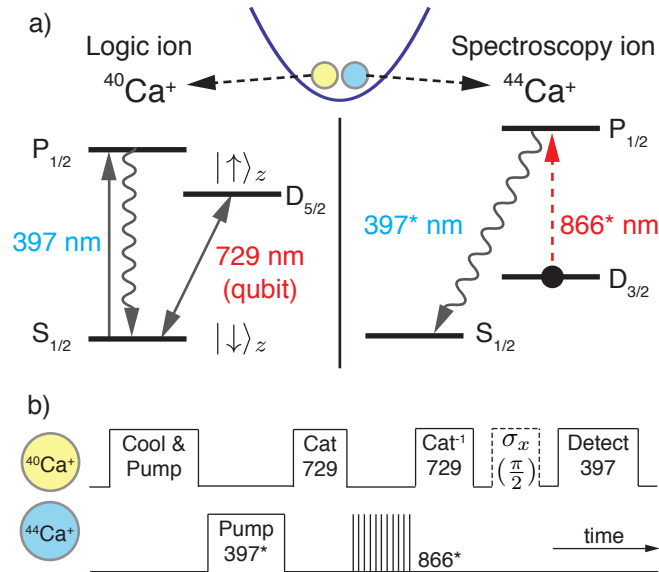 a)
Logic ion
⁴⁰Ca⁺
Spectroscopy ion
⁴⁴Ca⁺
P₁/₂
|↑⟩z
D₅/₂
397 nm
729 nm
(qubit)
S₁/₂
|↓⟩z
P₁/₂
397* nm
866* nm
D₃/₂
S₁/₂
b)
⁴⁰Ca⁺
Cool &
Pump
Cat
729
Cat⁻¹
729
σₓ
(π/2)
Detect
397
⁴⁴Ca⁺
Pump
397*
866*
time